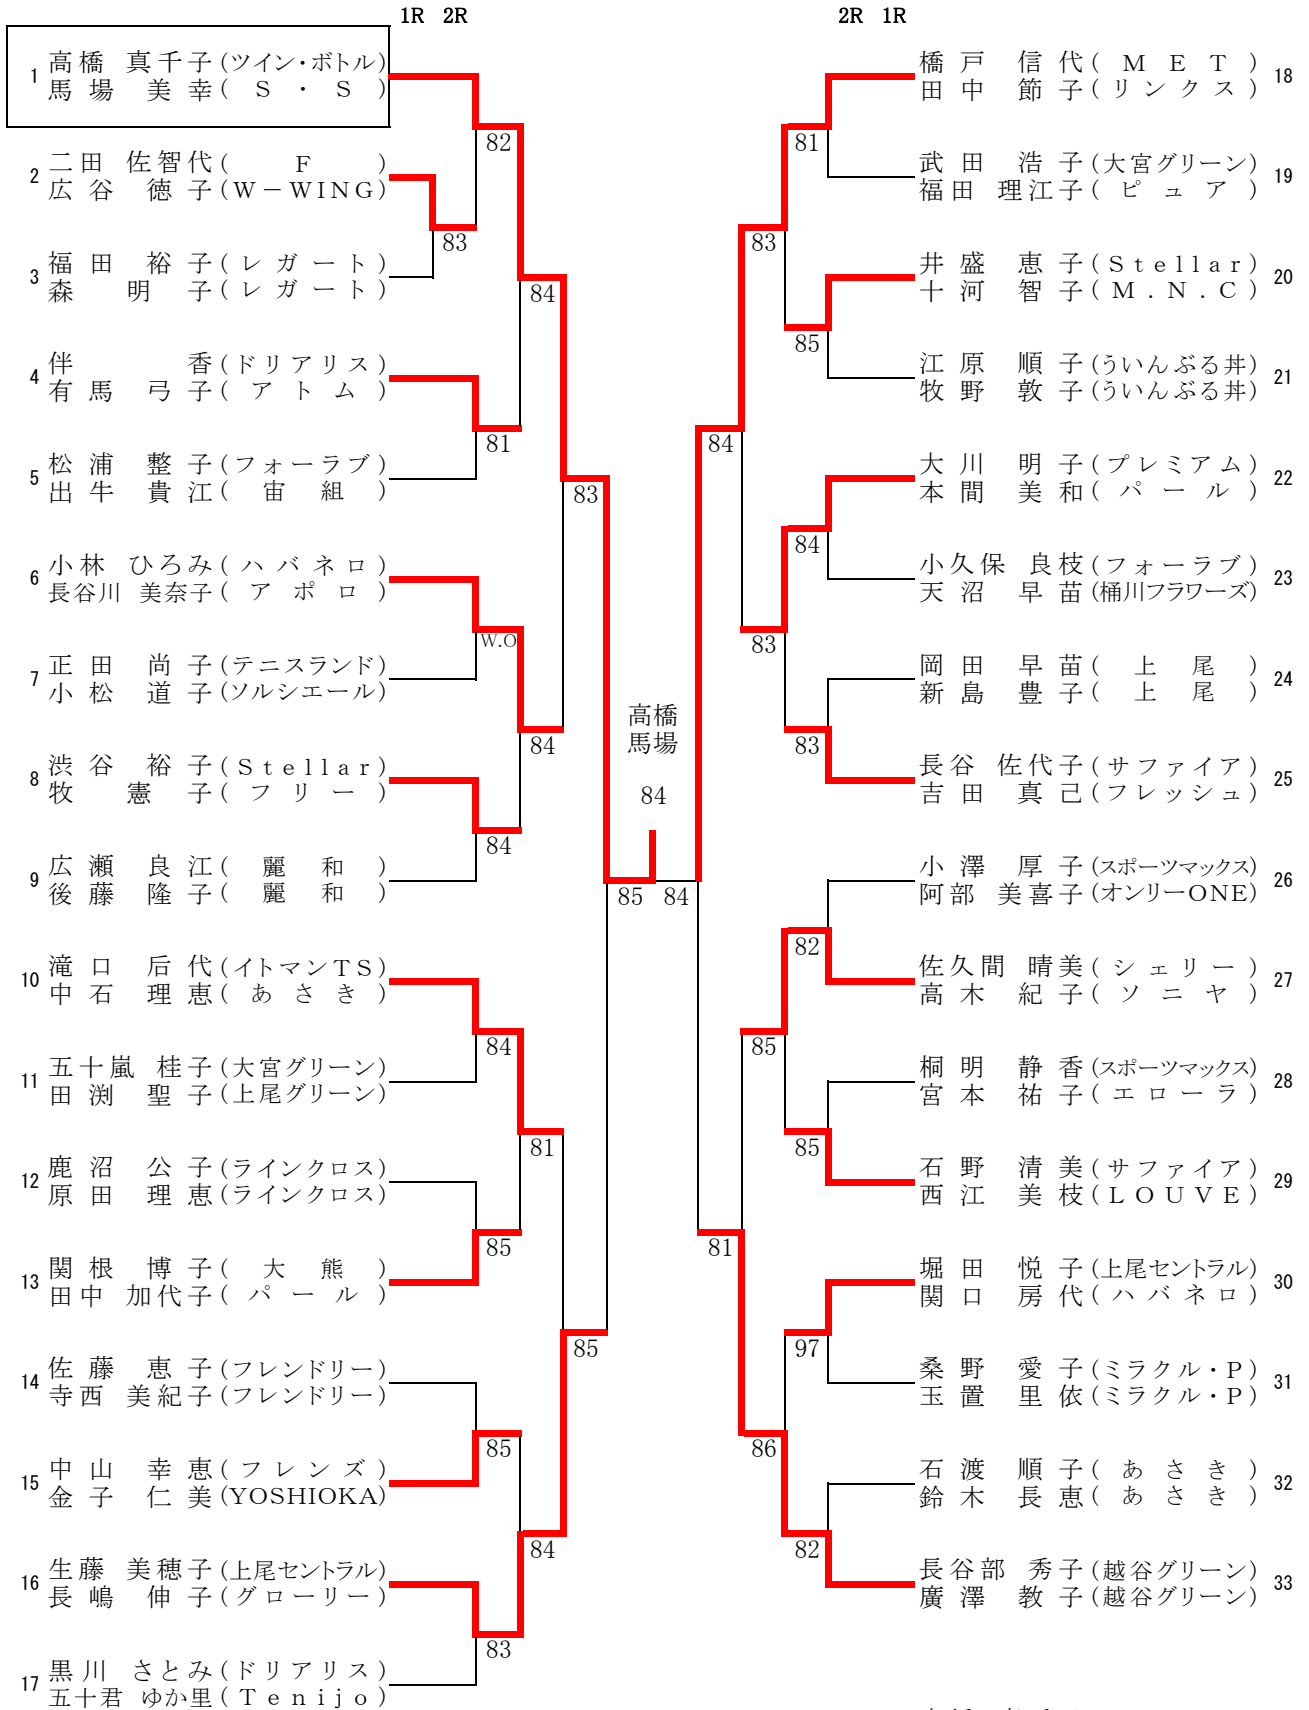 1R 2R
2R 1R
1 高橋 真千子(ツイン・ボトル)
馬場 美幸(S・S)
82
2 二田 佐智代(F)
広谷 徳子(W－WING)
83
3 福田 裕子(レガート)
森 明子(レガート)
84
4 伴 香(ドリアリス)
有馬 弓子(アトム)
81
5 松浦 整子(フォーラブ)
出牛 貴江(宙組)
83
6 小林 ひろみ(ハバネロ)
長谷川 美奈子(アポロ)
W.O
7 正田 尚子(テニスランド)
小松 道子(ソルシエール)
84
8 渋谷 裕子(Stellar)
牧 憲子(フリー)
84
9 広瀬 良江(麗和)
後藤 隆子(麗和)
85
10 滝口 后代(イトマンTS)
中石 理恵(あさき)
84
11 五十嵐 桂子(大宮グリーン)
田渕 聖子(上尾グリーン)
81
12 鹿沼 公子(ラインクロス)
原田 理恵(ラインクロス)
85
13 関根 博子(大熊)
田中 加代子(パール)
85
14 佐藤 恵子(フレンドリー)
寺西 美紀子(フレンドリー)
85
15 中山 幸恵(フレンズ)
金子 仁美(YOSHIOKA)
84
16 生藤 美穂子(上尾セントラル)
長嶋 伸子(グローリー)
83
17 黒川 さとみ(ドリアリス)
五十君 ゆか里(Tenijo)
高橋
馬場
84
橋戸 信代(MET) 18
田中 節子(リンクス)
81
武田 浩子(大宮グリーン) 19
福田 理江子(ピュア)
83
井盛 恵子(Stellar) 20
十河 智子(M.N.C)
85
江原 順子(ういんぶる丼) 21
牧野 敦子(ういんぶる丼)
84
大川 明子(プレミアム) 22
本間 美和(パール)
84
小久保 良枝(フォーラブ) 23
天沼 早苗(桶川フラワーズ)
83
岡田 早苗(上尾) 24
新島 豊子(上尾)
83
長谷 佐代子(サファイア) 25
吉田 真己(フレッシュ)
84
小澤 厚子(スポーツマックス) 26
阿部 美喜子(オンリーONE)
82
佐久間 晴美(シェリー) 27
高木 紀子(ソニヤ)
85
桐明 静香(スポーツマックス) 28
宮本 祐子(エローラ)
85
石野 清美(サファイア) 29
西江 美枝(LOUVE)
81
堀田 悦子(上尾セントラル) 30
関口 房代(ハバネロ)
97
桑野 愛子(ミラクル・P) 31
玉置 里依(ミラクル・P)
86
石渡 順子(あさき) 32
鈴木 長恵(あさき)
82
長谷部 秀子(越谷グリーン) 33
廣澤 教子(越谷グリーン)